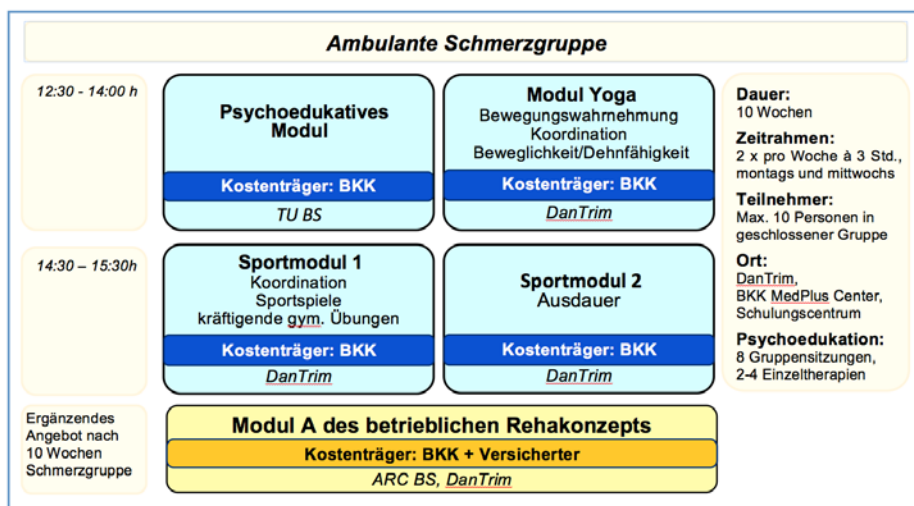 Ambulante Schmerzgruppe
12:30 - 14:00 h
Psychoedukatives
Modul
Kostenträger: BKK
TU BS
Modul Yoga
Bewegungswahrnehmung
Koordination
Beweglichkeit/Dehnfähigkeit
Kostenträger: BKK
DanTrim
14:30 – 15:30h
Sportmodul 1
Koordination
Sportspiele
kräftigende gym. Übungen
Kostenträger: BKK
DanTrim
Sportmodul 2
Ausdauer
Kostenträger: BKK
DanTrim
Ergänzendes
Angebot nach
10 Wochen
Schmerzgruppe
Modul A des betrieblichen Rehakonzepts
Kostenträger: BKK + Versicherter
ARC BS, DanTrim
Dauer:
10 Wochen
Zeitrahmen:
2 x pro Woche à 3 Std.,
montags und mittwochs
Teilnehmer:
Max. 10 Personen in
geschlossener Gruppe
Ort:
DanTrim,
BKK MedPlus Center,
Schulungscentrum
Psychoedukation:
8 Gruppensitzungen,
2-4 Einzeltherapien